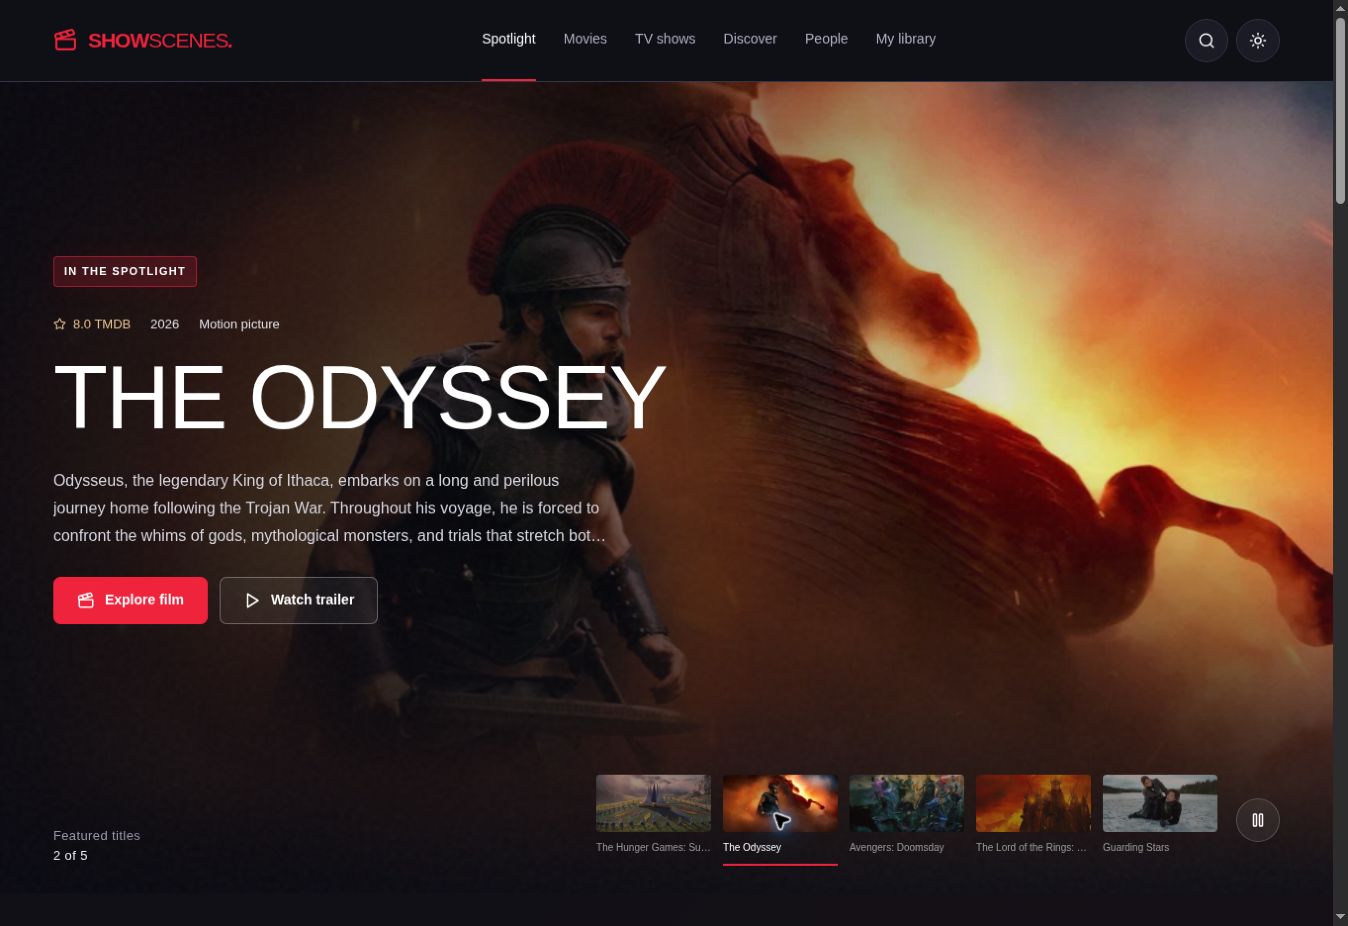 SHOWSCENES.
Spotlight
Movies
TV shows
Discover
People
My library
IN THE SPOTLIGHT
8.0 TMDB
2026
Motion picture
THE ODYSSEY
Odysseus, the legendary King of Ithaca, embarks on a long and perilous
journey home following the Trojan War. Throughout his voyage, he is forced to
confront the whims of gods, mythological monsters, and trials that stretch bot…
Explore film
Watch trailer
Featured titles
2 of 5
The Hunger Games: Su…
The Odyssey
Avengers: Doomsday
The Lord of the Rings: …
Guarding Stars